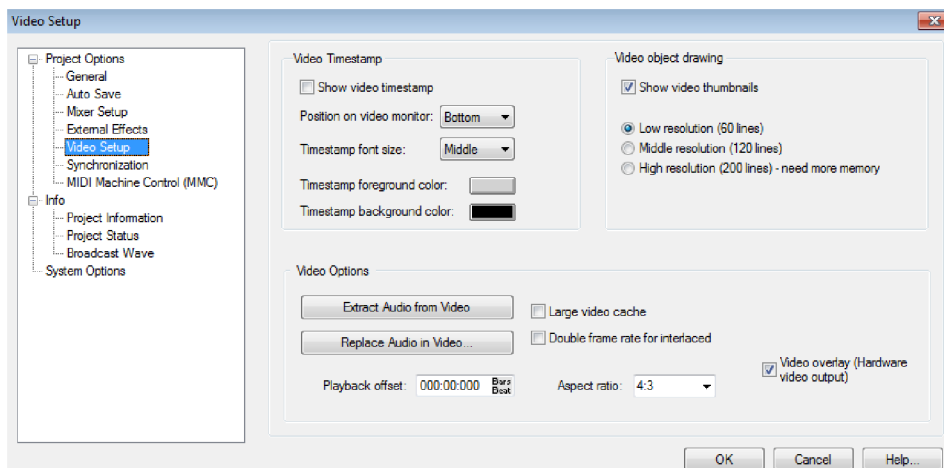 Video Setup
Project Options
General
Auto Save
Mixer Setup
External Effects
Video Setup
Synchronization
MIDI Machine Control (MMC)
Info
Project Information
Project Status
Broadcast Wave
System Options
Video Timestamp
Show video timestamp
Position on video monitor: Bottom
Timestamp font size: Middle
Timestamp foreground color:
Timestamp background color:
Video object drawing
Show video thumbnails
Low resolution (60 lines)
Middle resolution (120 lines)
High resolution (200 lines) - need more memory
Video Options
Extract Audio from Video
Replace Audio in Video...
Playback offset: 000:00:000 Bars
Beat
Large video cache
Double frame rate for interlaced
Aspect ratio: 4:3
Video overlay (Hardware
video output)
OK Cancel Help...